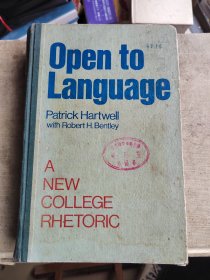 Open to
Language
Patrick Hartwell
with Robert H. Bentley
A
NEW
COLLEGE
RHETORIC